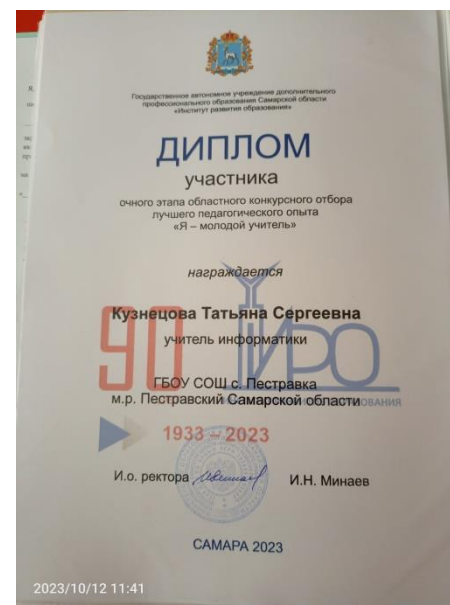 Государственное автономное учреждение дополнительного
профессионального образование Самарской области
«Институт развития образования»
ДИПЛОМ
участника
очного этапа областного конкурсного отбора
лучшего педагогического опыта
«Я – молодой учитель»
награждается
Кузнецова Татьяна Сергеевна
учитель информатики
90 ИРО
ГБОУ СОШ с. Пестравка
м.р. Пестравский Самарской области
1933 – 2023
И.о. ректора
И.Н. Минаев
САМАРА 2023
2023/10/12 11:41